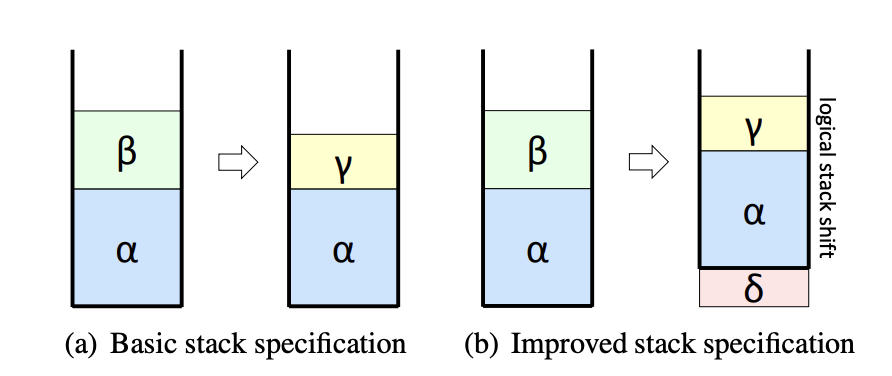 β
α
γ
α
β
α
γ
α
δ
logical stack shift
(a) Basic stack specification
(b) Improved stack specification